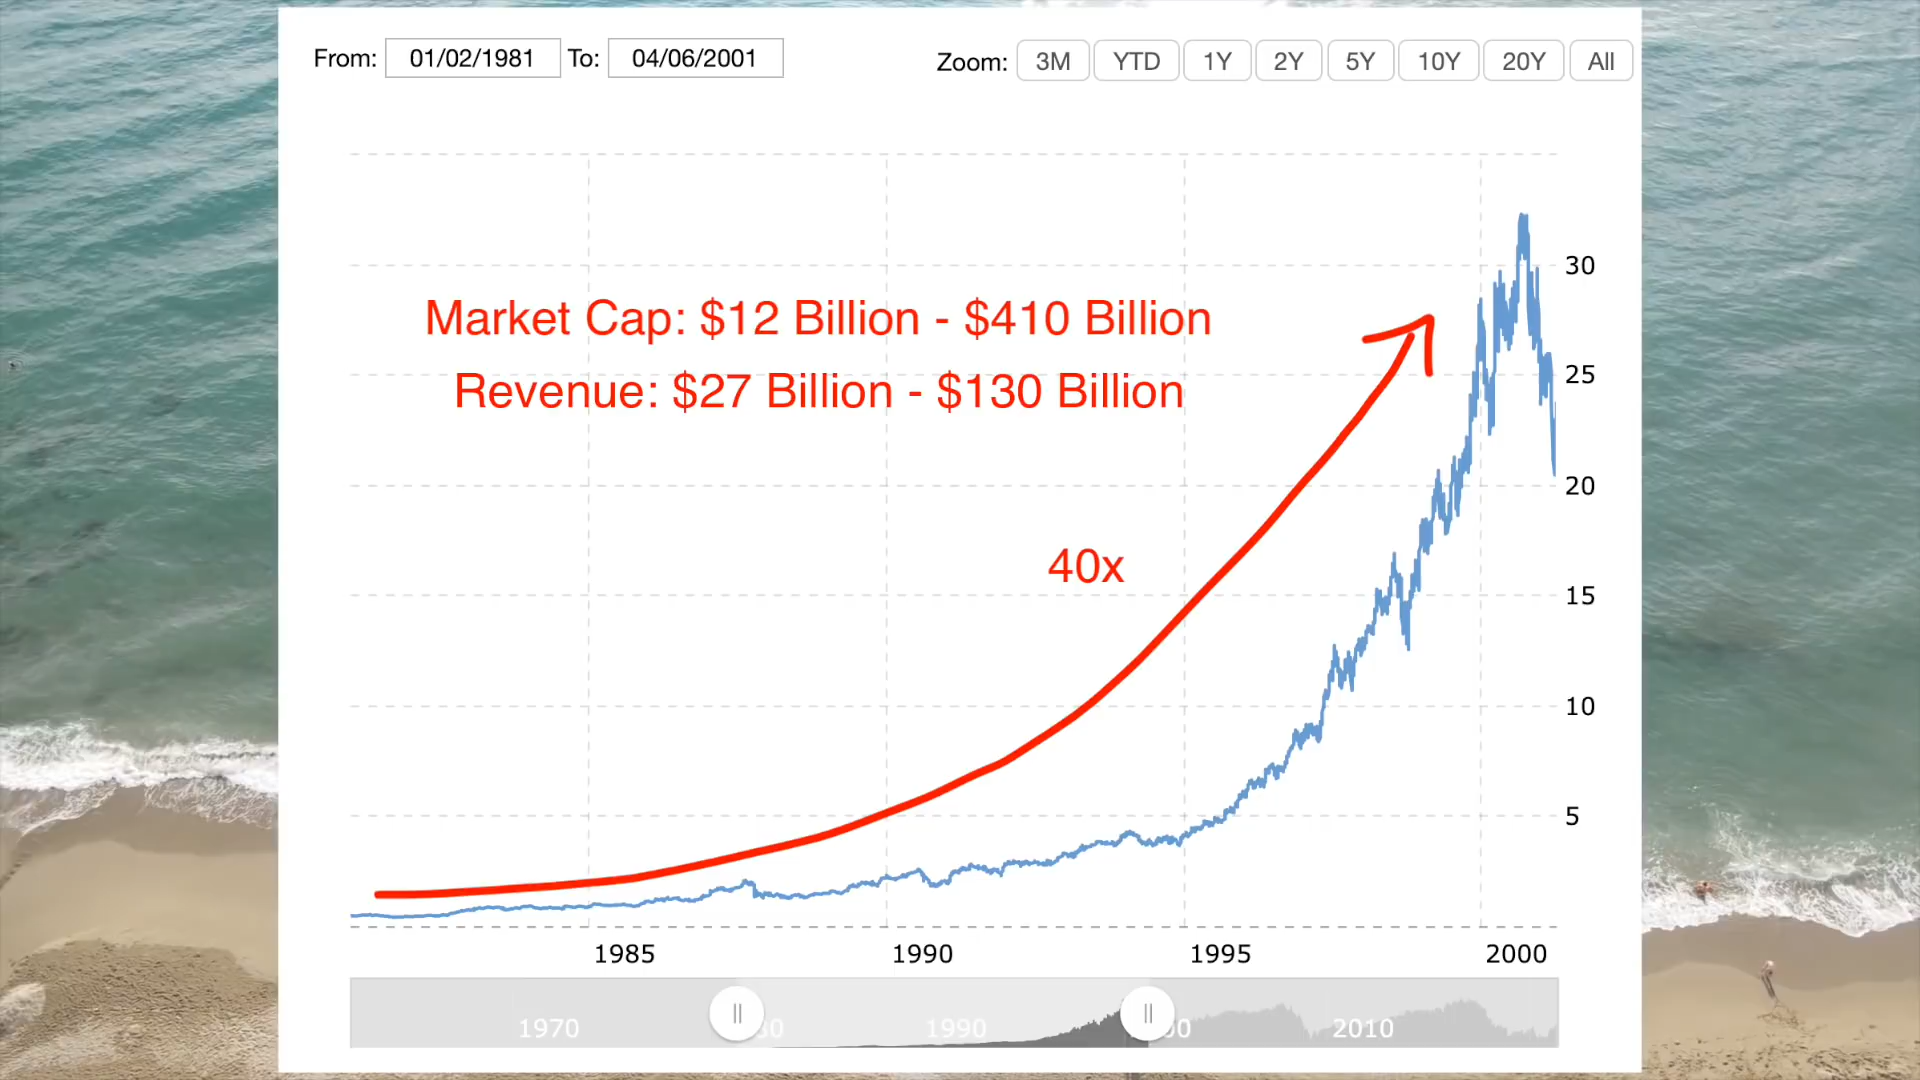 From: 01/02/1981 To: 04/06/2001 Zoom: 3M YTD 1Y 2Y 5Y 10Y 20Y All
30
Market Cap: $12 Billion - $410 Billion
25
Revenue: $27 Billion - $130 Billion
20
40x
15
10
5
1985 1990 1995 2000
1970 1990 2010